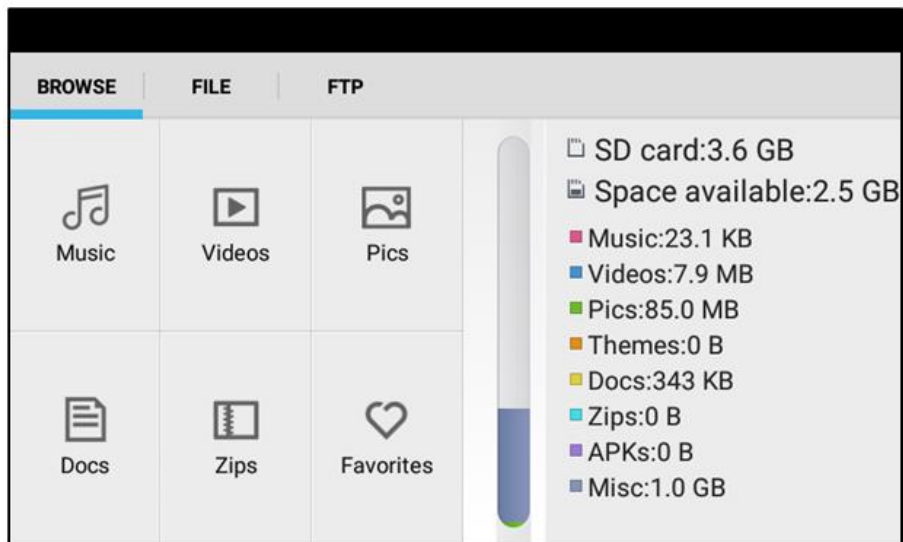 BROWSE FILE FTP
Music Videos Pics
Docs Zips Favorites
SD card:3.6 GB
Space available:2.5 GB
Music:23.1 KB
Videos:7.9 MB
Pics:85.0 MB
Themes:0 B
Docs:343 KB
Zips:0 B
APKs:0 B
Misc:1.0 GB